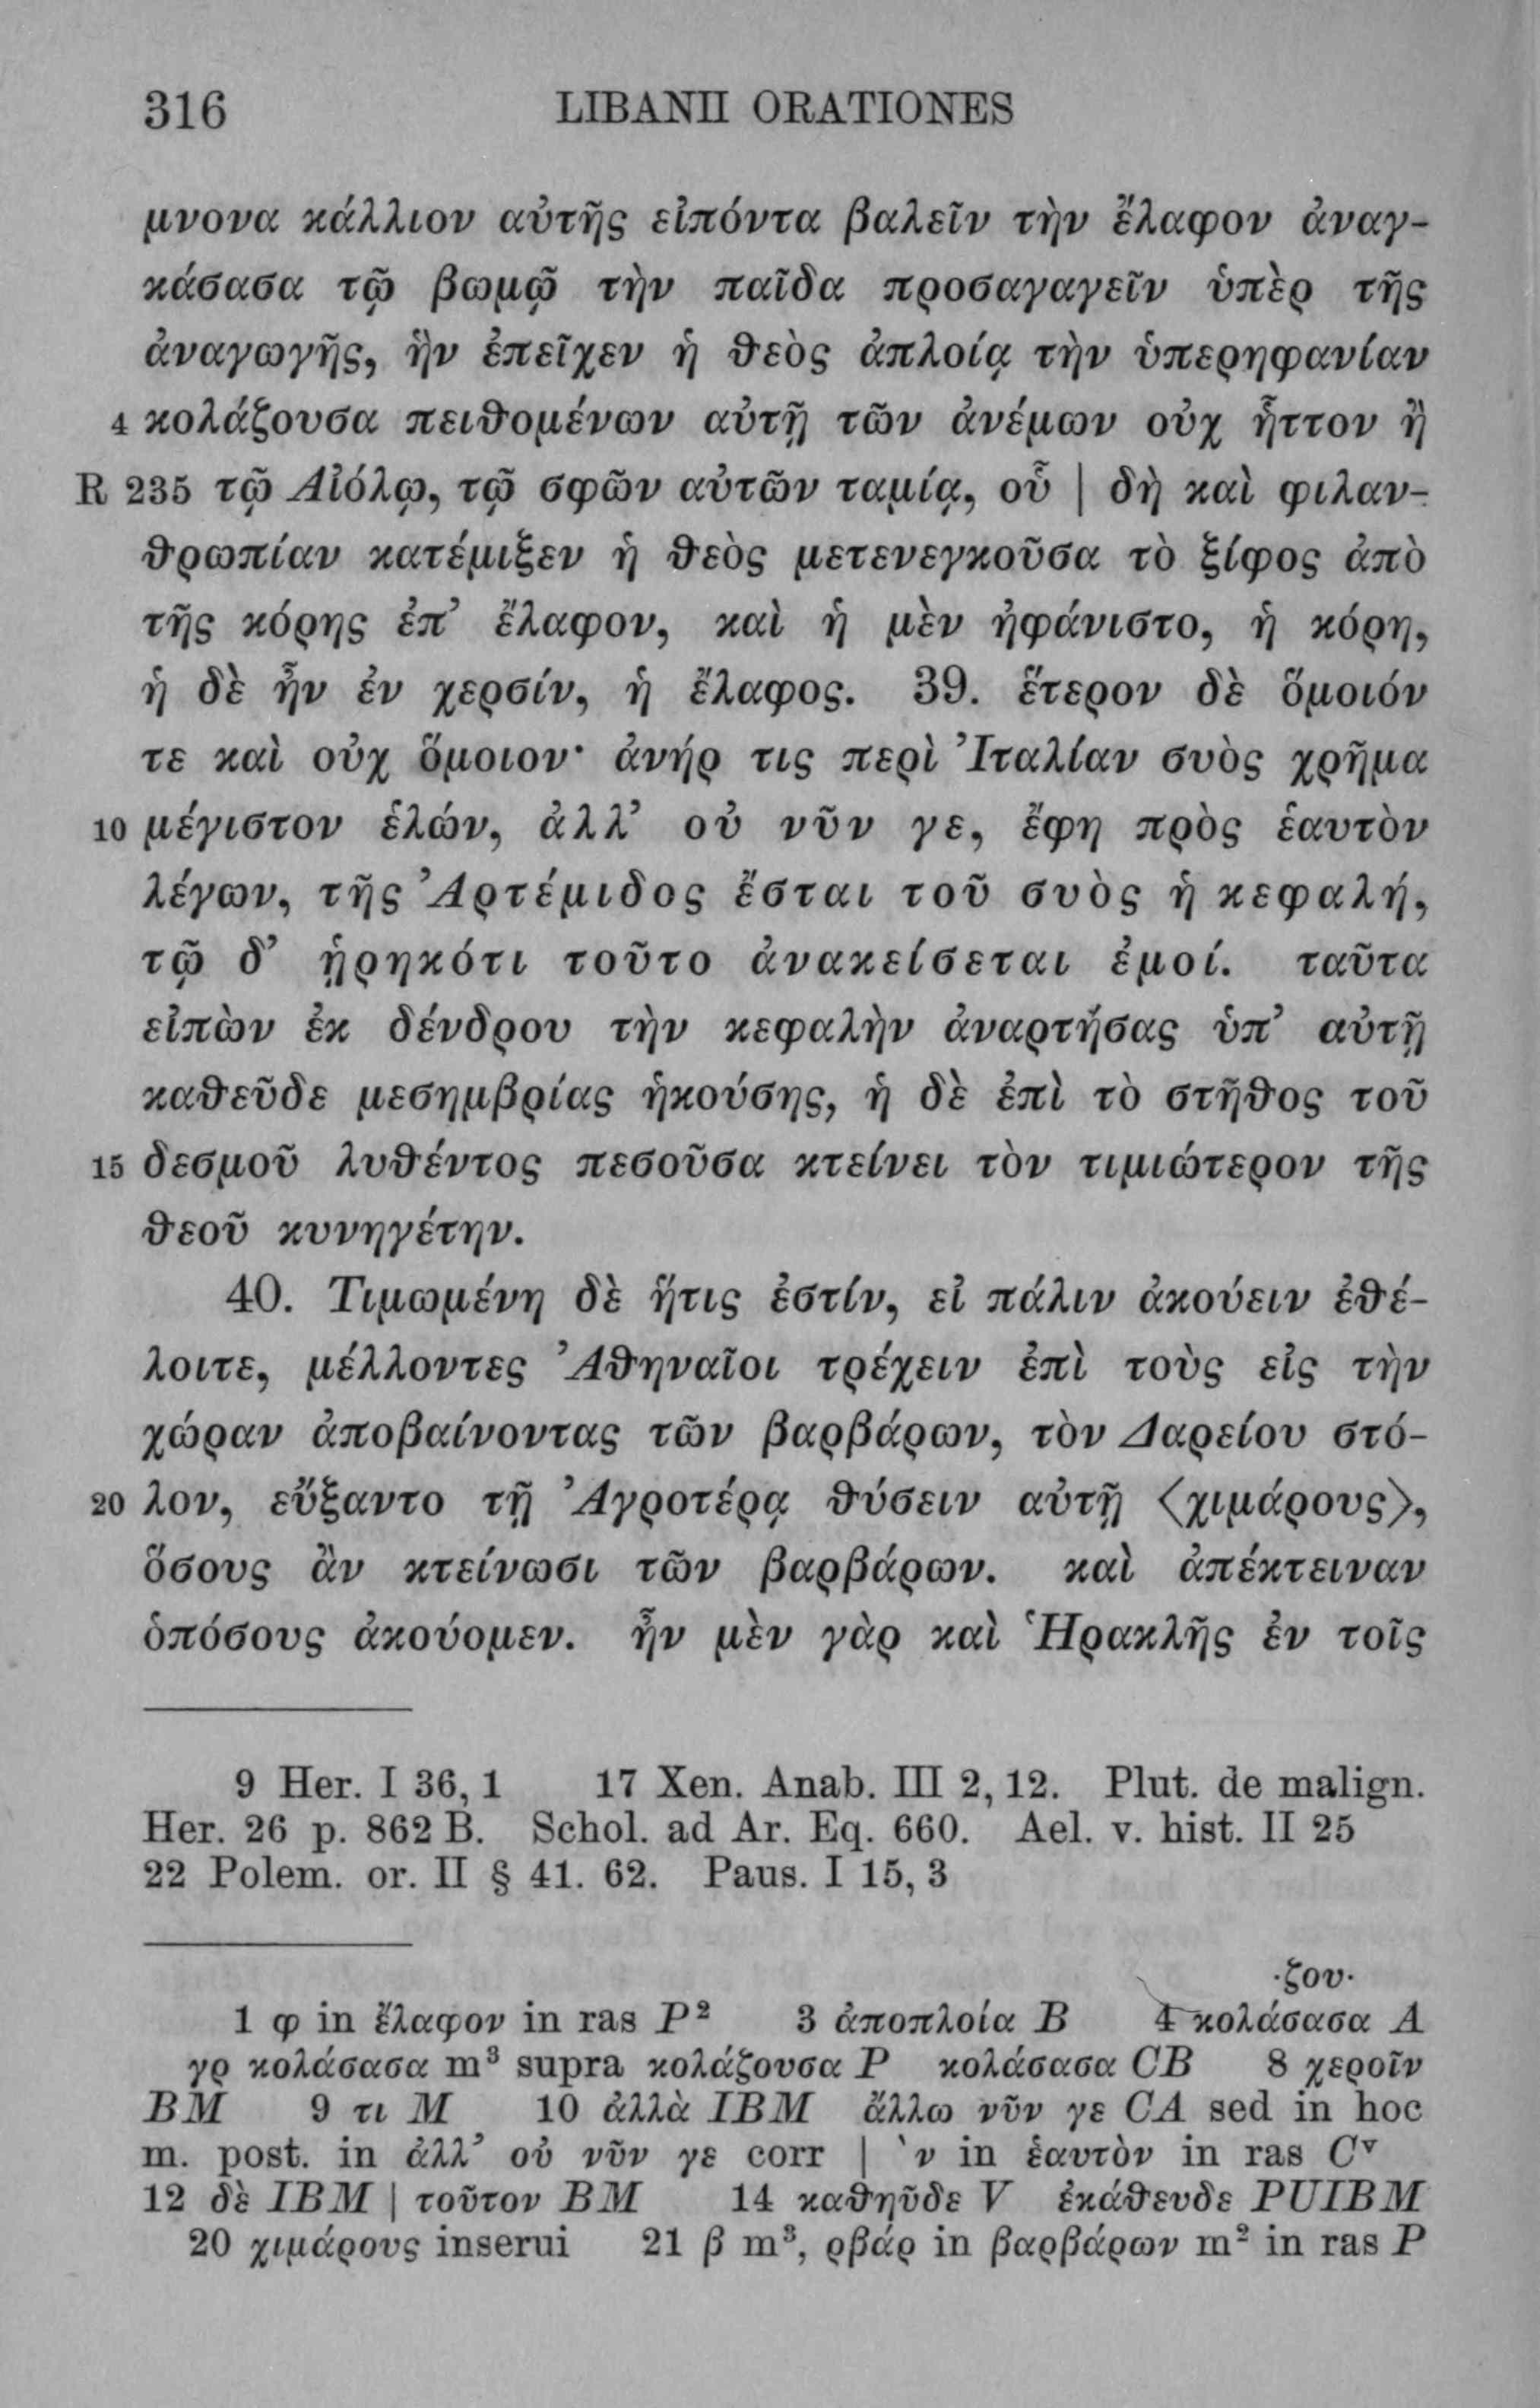 316 LIBANII ORATIONES
μνονα κάλλιον αὐτῆς εἰπόντα βαλεῖν τὴν ἔλαφον ἀναγ-
κάσασα τῷ βωμῷ τὴν παῖδα προσαγαγεῖν ὑπὲρ τῆς
ἀναγωγῆς, ἣν ἐπεῖχεν ἡ θεὸς ἀπλοίᾳ τὴν ὑπερηφανίαν
4 κολάζουσα πειθομένων αὐτῇ τῶν ἀνέμων οὐχ ἧττον ἢ
R 235 τῷ Αἰόλῳ, τῷ σφῶν αὐτῶν ταμίᾳ, οὗ | δὴ καὶ φιλαν-
θρωπίαν κατέμιξεν ἡ θεὸς μετενεγκοῦσα τὸ ξίφος ἀπὸ
τῆς κόρης ἐπ’ ἔλαφον, καὶ ἡ μὲν ἠφάνιστο, ἡ κόρη,
ἡ δὲ ἦν ἐν χερσίν, ἡ ἔλαφος. 39. ἕτερον δὲ ὅμοιόν
τε καὶ οὐχ ὅμοιον· ἀνήρ τις περὶ Ἰταλίαν συὸς χρῆμα
10 μέγιστον ἑλών, ἀλλ’ οὐ νῦν γε, ἔφη πρὸς ἑαυτὸν
λέγων, τῆς Ἀρτέμιδος ἔσται τοῦ συὸς ἡ κεφαλή,
τῷ δ’ ᾑρηκότι τοῦτο ἀνακείσεται ἐμοί. ταῦτα
εἰπὼν ἐκ δένδρου τὴν κεφαλὴν ἀναρτήσας ὑπ’ αὐτῇ
καθεῦδε μεσημβρίας ἡκούσης, ἡ δὲ ἐπὶ τὸ στῆθος τοῦ
15 δεσμοῦ λυθέντος πεσοῦσα κτείνει τὸν τιμιώτερον τῆς
θεοῦ κυνηγέτην.
40. Τιμωμένη δὲ ἥτις ἐστίν, εἰ πάλιν ἀκούειν ἐθέ-
λοιτε, μέλλοντες Ἀθηναῖοι τρέχειν ἐπὶ τοὺς εἰς τὴν
χώραν ἀποβαίνοντας τῶν βαρβάρων, τὸν Δαρείου στό-
20 λον, εὔξαντο τῇ Ἀγροτέρᾳ θύσειν αὐτῇ ⟨χιμάρους⟩,
ὅσους ἂν κτείνωσι τῶν βαρβάρων. καὶ ἀπέκτειναν
ὁπόσους ἀκούομεν. ἦν μὲν γὰρ καὶ Ἡρακλῆς ἐν τοῖς
9 Her. I 36, 1 17 Xen. Anab. III 2, 12. Plut. de malign.
Her. 26 p. 862 B. Schol. ad Ar. Eq. 660. Ael. v. hist. II 25
22 Polem. or. II § 41. 62. Paus. I 15, 3
·ζου·
1 φ in ἔλαφον in ras P² 3 ἀποπλοία B 4 κολάσασα A
γρ κολάσασα m³ supra κολάζουσα P κολάσασα CB 8 χεροῖν
BM 9 τι M 10 ἀλλὰ IBM ἄλλω νῦν γε CA sed in hoc
m. post. in ἀλλ’ οὐ νῦν γε corr | `ν in ἑαυτὸν in ras Cᵛ
12 δὲ IBM | τοῦτον BM 14 καθηῦδε V ἐκάθευδε PUIBM
20 χιμάρους inserui 21 β m³, ρβάρ in βαρβάρων m² in ras P